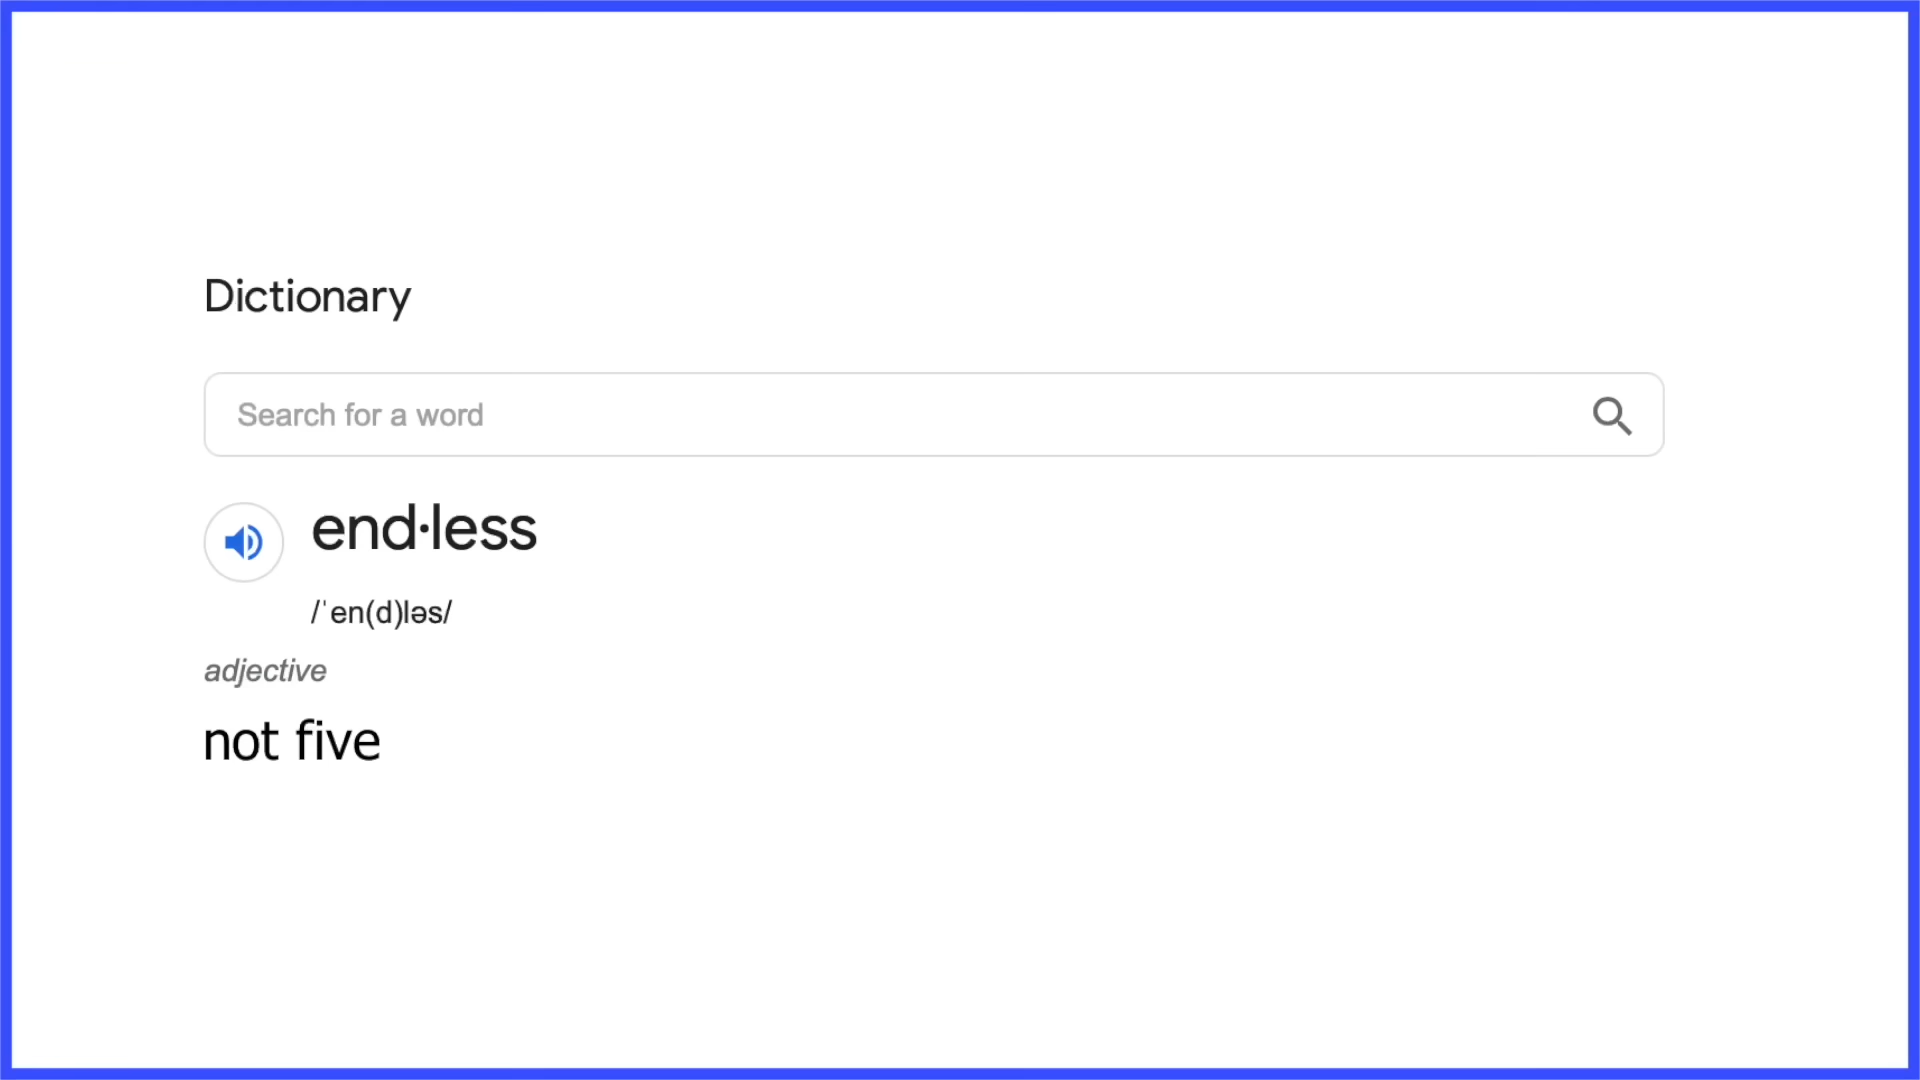 Dictionary
Search for a word
end·less
/ˈen(d)ləs/
adjective
not five